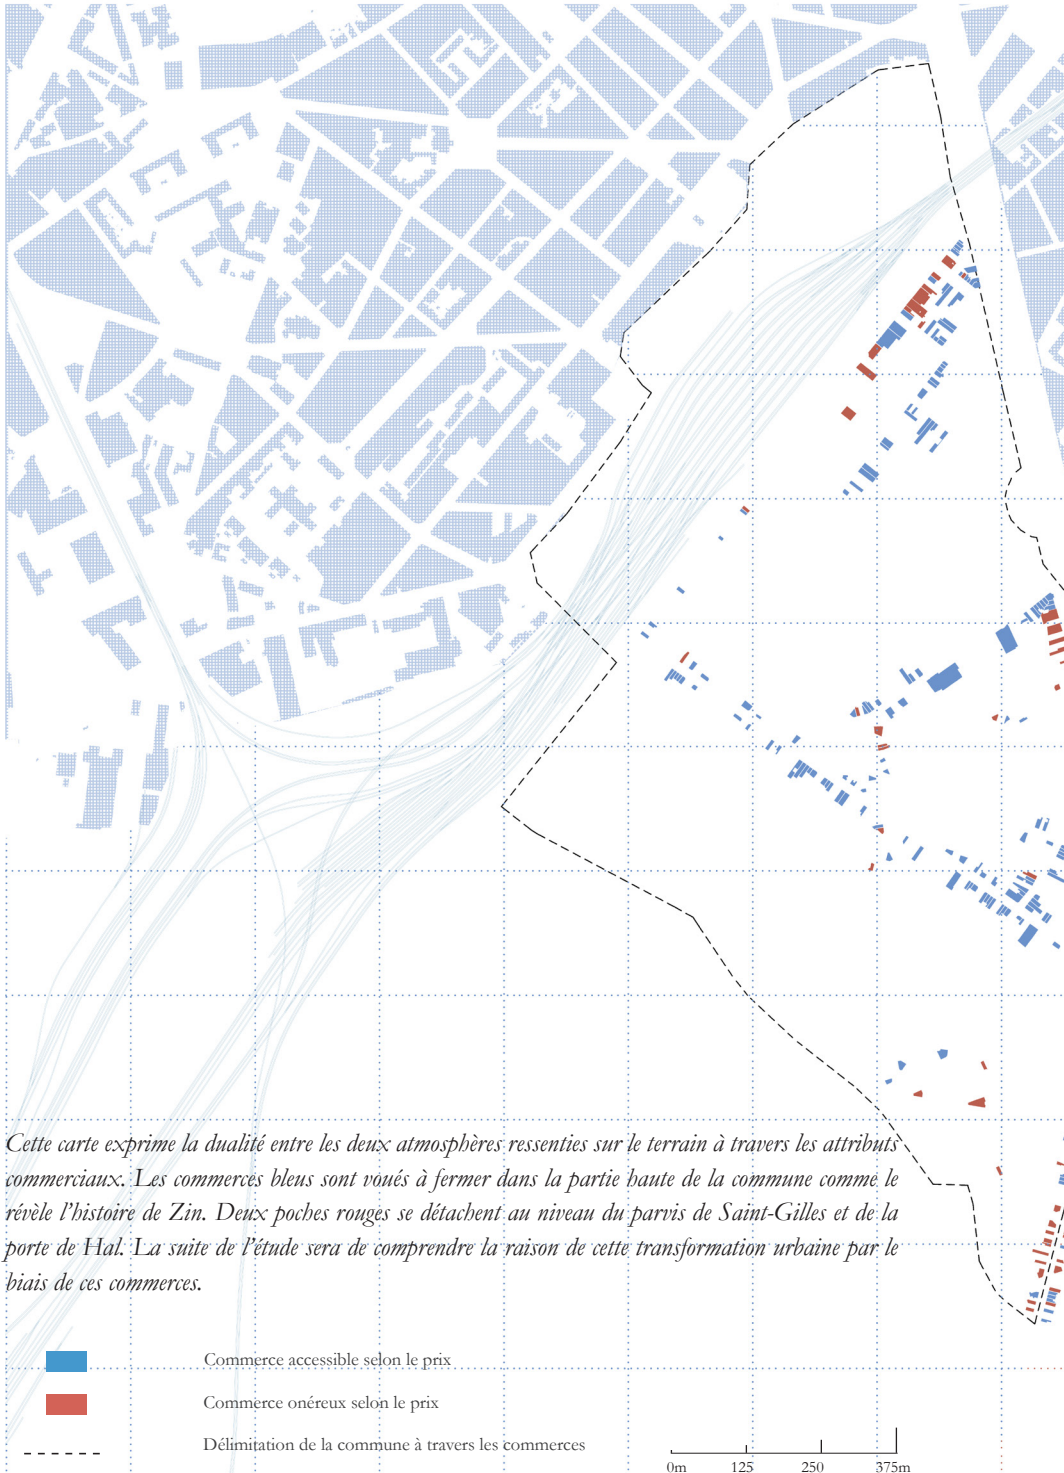 Cette carte exprime la dualité entre les deux atmosphères ressenties sur le terrain à travers les attributs
commerciaux. Les commerces bleus sont voués à fermer dans la partie haute de la commune comme le
révèle l'histoire de Zin. Deux poches rouges se détachent au niveau du parvis de Saint-Gilles et de la
porte de Hal. La suite de l'étude sera de comprendre la raison de cette transformation urbaine par le
biais de ces commerces.
Commerce accessible selon le prix
Commerce onéreux selon le prix
Délimitation de la commune à travers les commerces
0m 125 250 375m